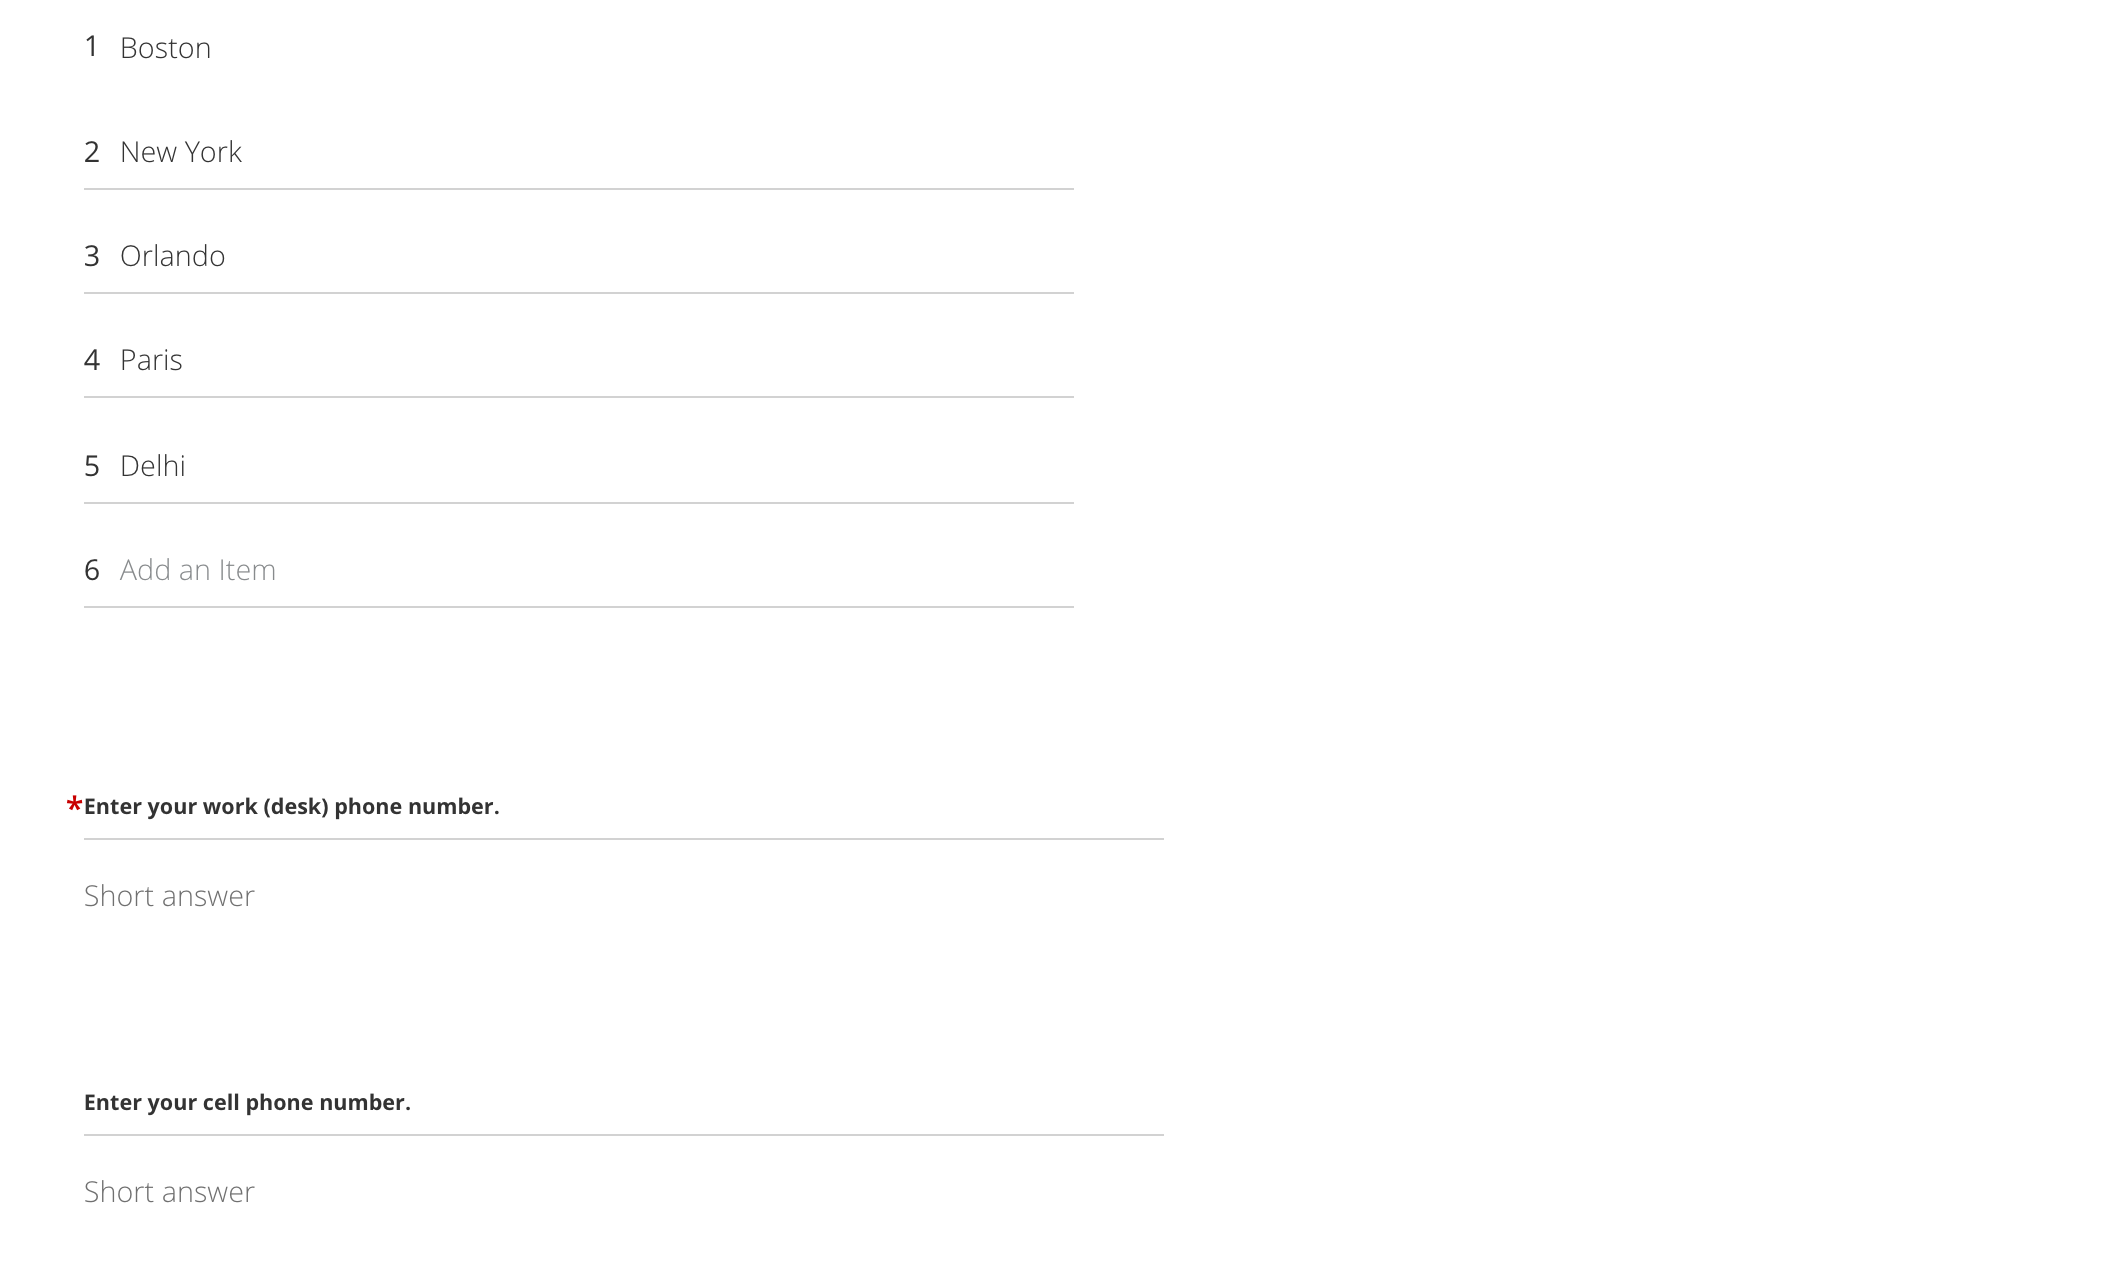 1 Boston
2 New York
3 Orlando
4 Paris
5 Delhi
6 Add an Item
*Enter your work (desk) phone number.
Short answer
Enter your cell phone number.
Short answer